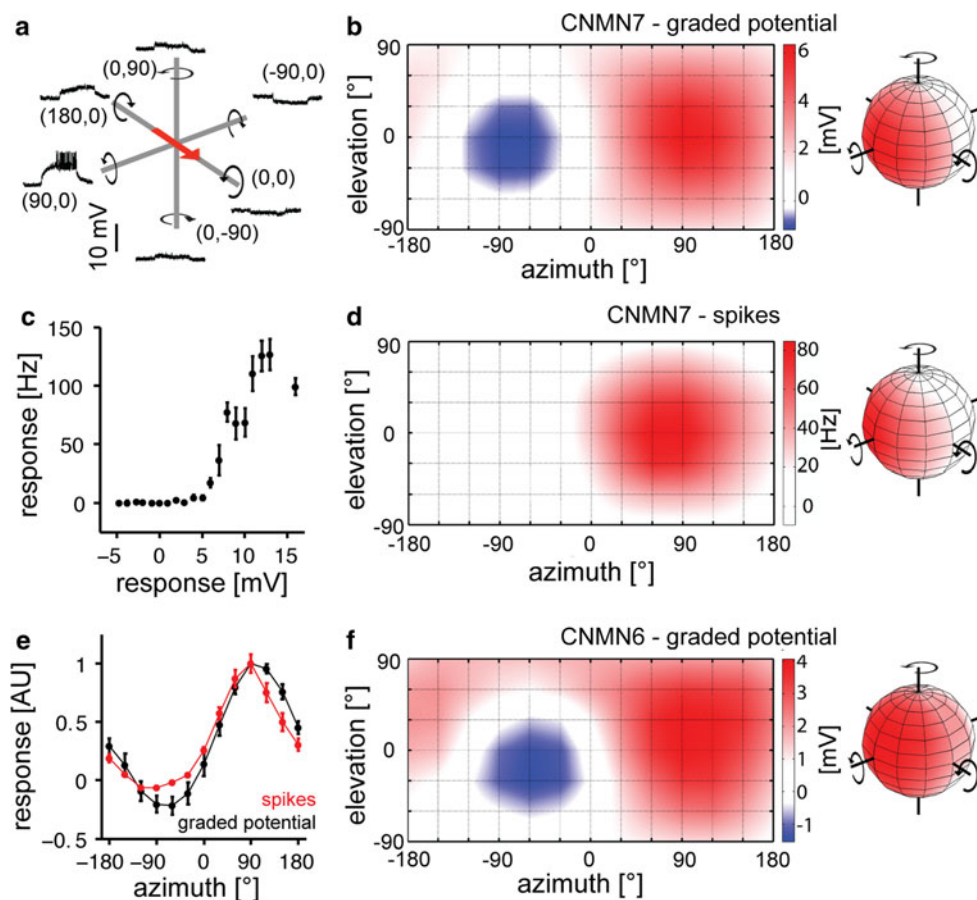 a
(0,90)
(-90,0)
(180,0)
(90,0)
(0,0)
(0,-90)
10 mV
b
CNMN7 - graded potential
elevation [°]
90
0
-90
-180
-90
0
90
180
azimuth [°]
6
5
4
3
2
1
0
-1
[mV]
c
response [Hz]
150
100
50
0
−5
0
5
10
15
response [mV]
d
CNMN7 - spikes
elevation [°]
90
0
-90
-180
-90
0
90
180
azimuth [°]
80
60
40
20
0
[Hz]
e
response [AU]
1
0.5
0
−0.5
spikes
graded potential
−180
−90
0
90
180
azimuth [°]
f
CNMN6 - graded potential
elevation [°]
90
0
-90
-180
-90
0
90
180
azimuth [°]
4
3
2
1
0
-1
[mV]